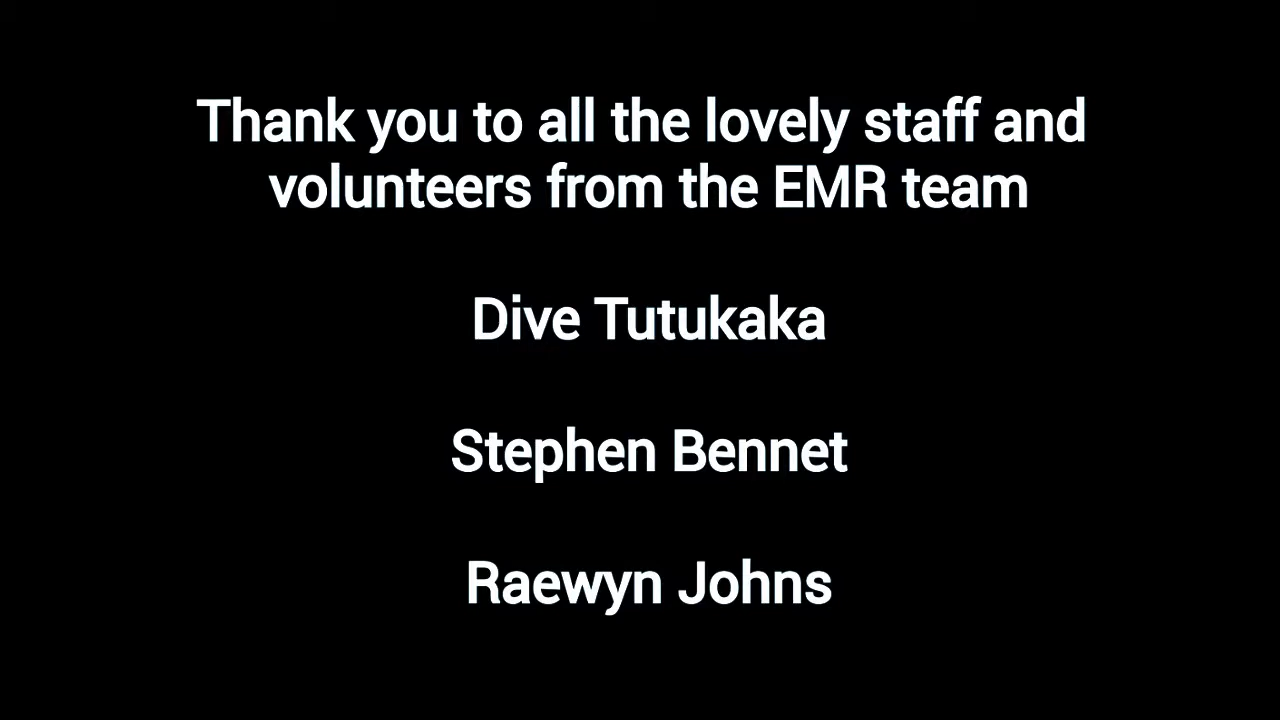 Thank you to all the lovely staff and
volunteers from the EMR team
Dive Tutukaka
Stephen Bennet
Raewyn Johns